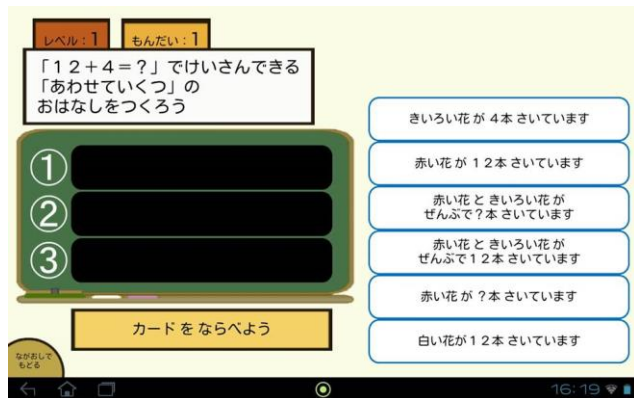 レベル：1
もんだい：1
「１２＋４＝？」でけいさんできる
「あわせていくつ」の
おはなしをつくろう
①
②
③
カード を ならべよう
きいろい花 が ４本 さいています
赤い花 が １２本 さいています
赤い花 と きいろい花 が
ぜんぶで？本 さいています
赤い花 と きいろい花 が
ぜんぶで１２本 さいています
赤い花 が ？本 さいています
白い花が１２本 さいています
ながおしで
もどる
16:19